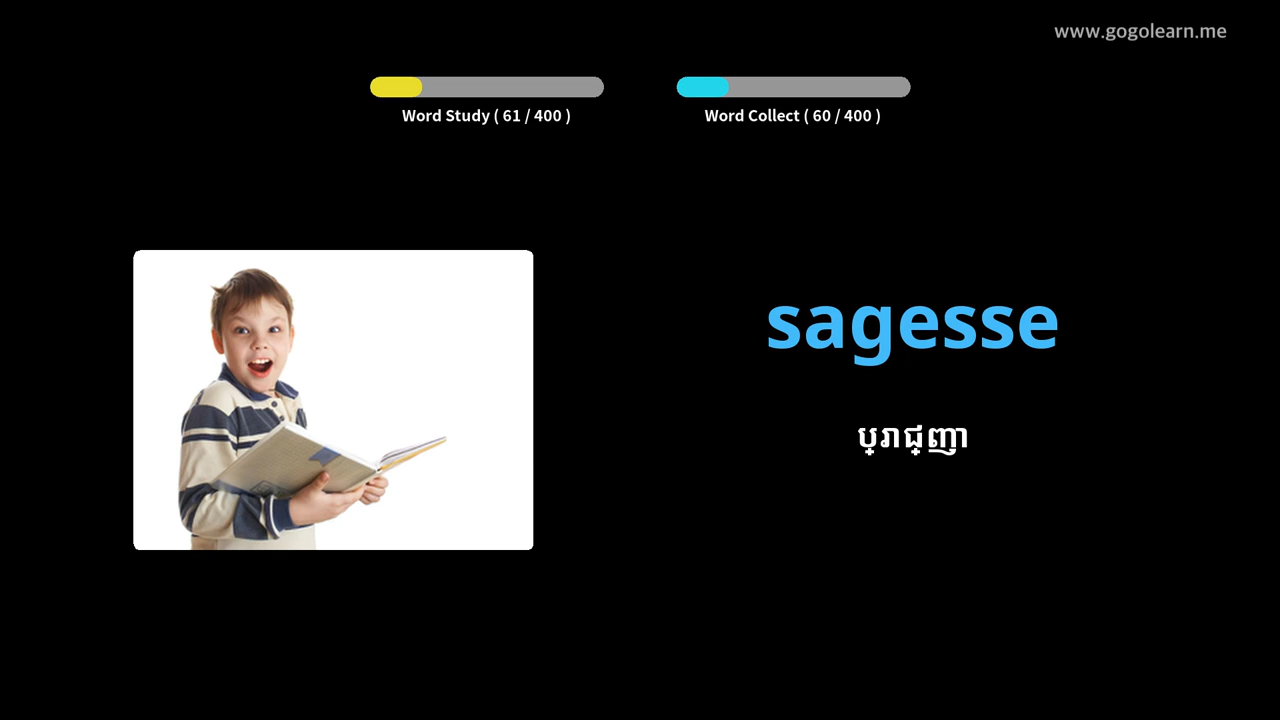 www.gogolearn.me
Word Study ( 61 / 400 )
Word Collect ( 60 / 400 )
sagesse
ប្រាជ្ញា